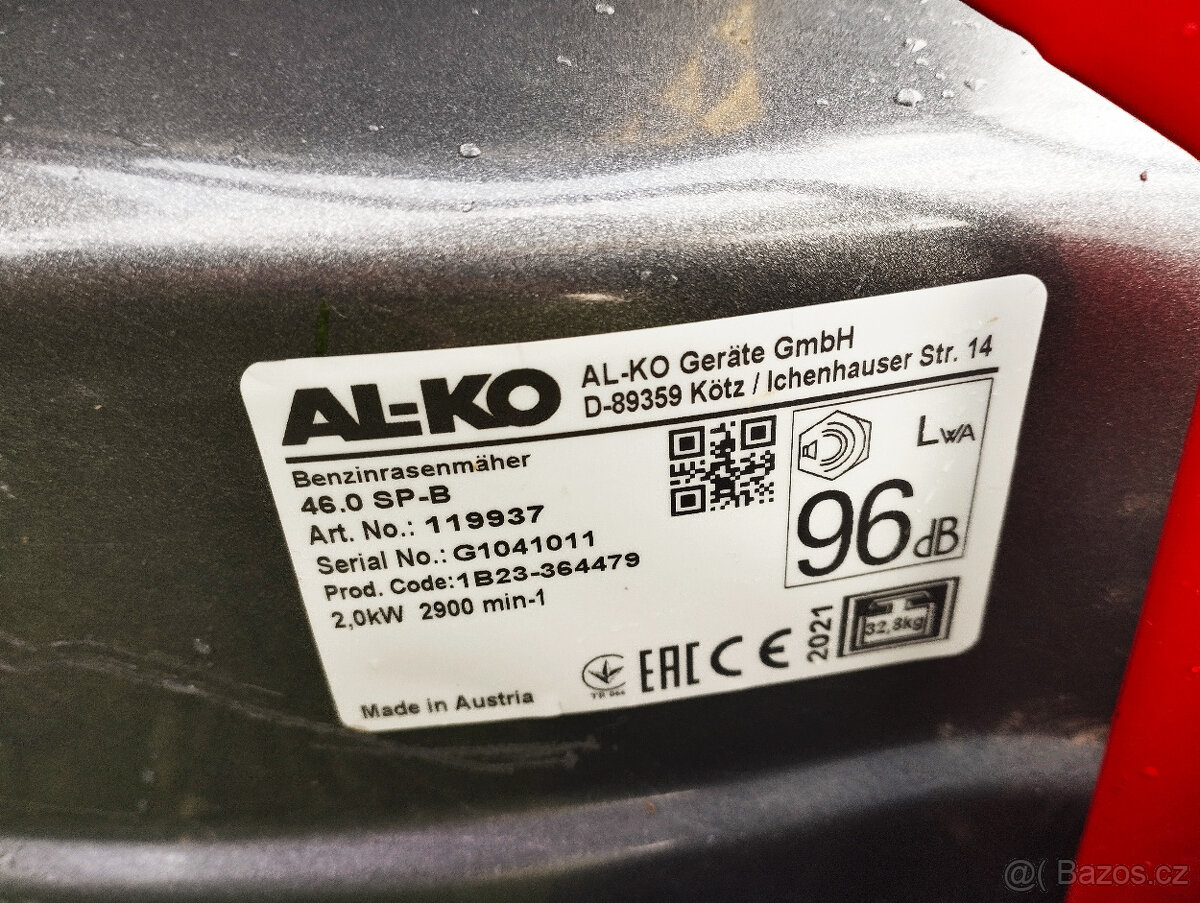 AL-KO
AL-KO Geräte GmbH
D-89359 Kötz / Ichenhauser Str. 14
Benzinrasenmäher
46.0 SP-B
Art. No.: 119937
Serial No.: G1041011
Prod. Code:1B23-364479
2,0kW 2900 min-1
LWA
96dB
Made in Austria
EAC CE
2021
32,8kg
@( Bazos.cz